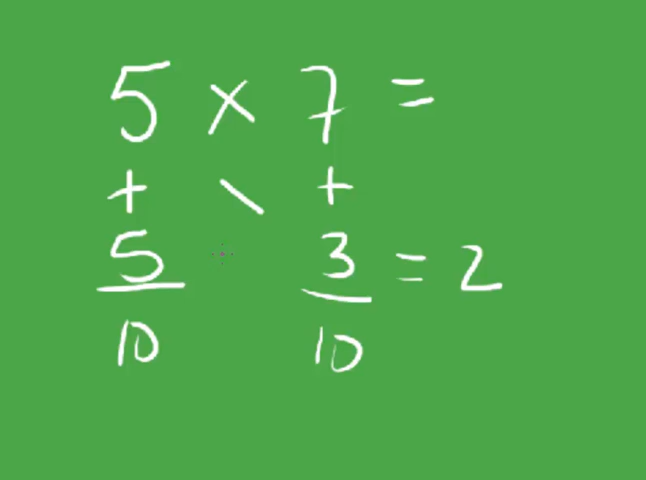 5 × 7 =
+ \ +
5 3 = 2
10 10